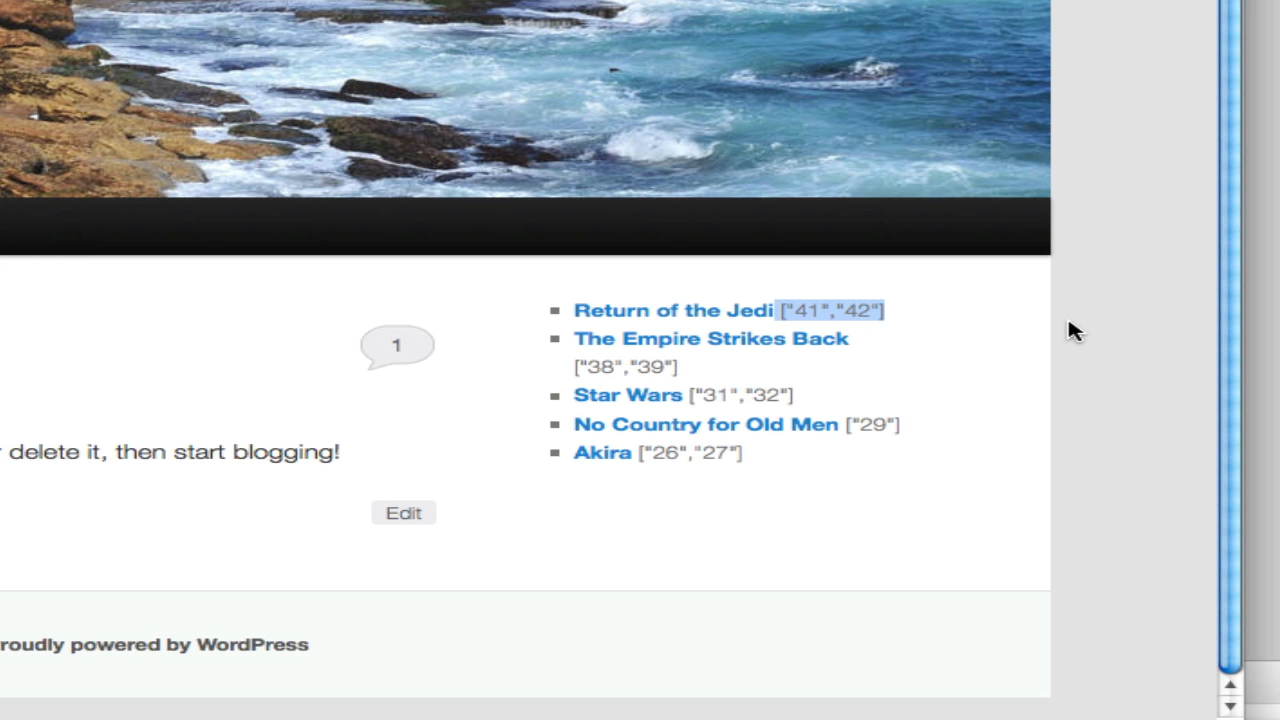 Return of the Jedi ["41","42"]
The Empire Strikes Back
["38","39"]
Star Wars ["31","32"]
No Country for Old Men ["29"]
Akira ["26","27"]
1
delete it, then start blogging!
Edit
roudly powered by WordPress